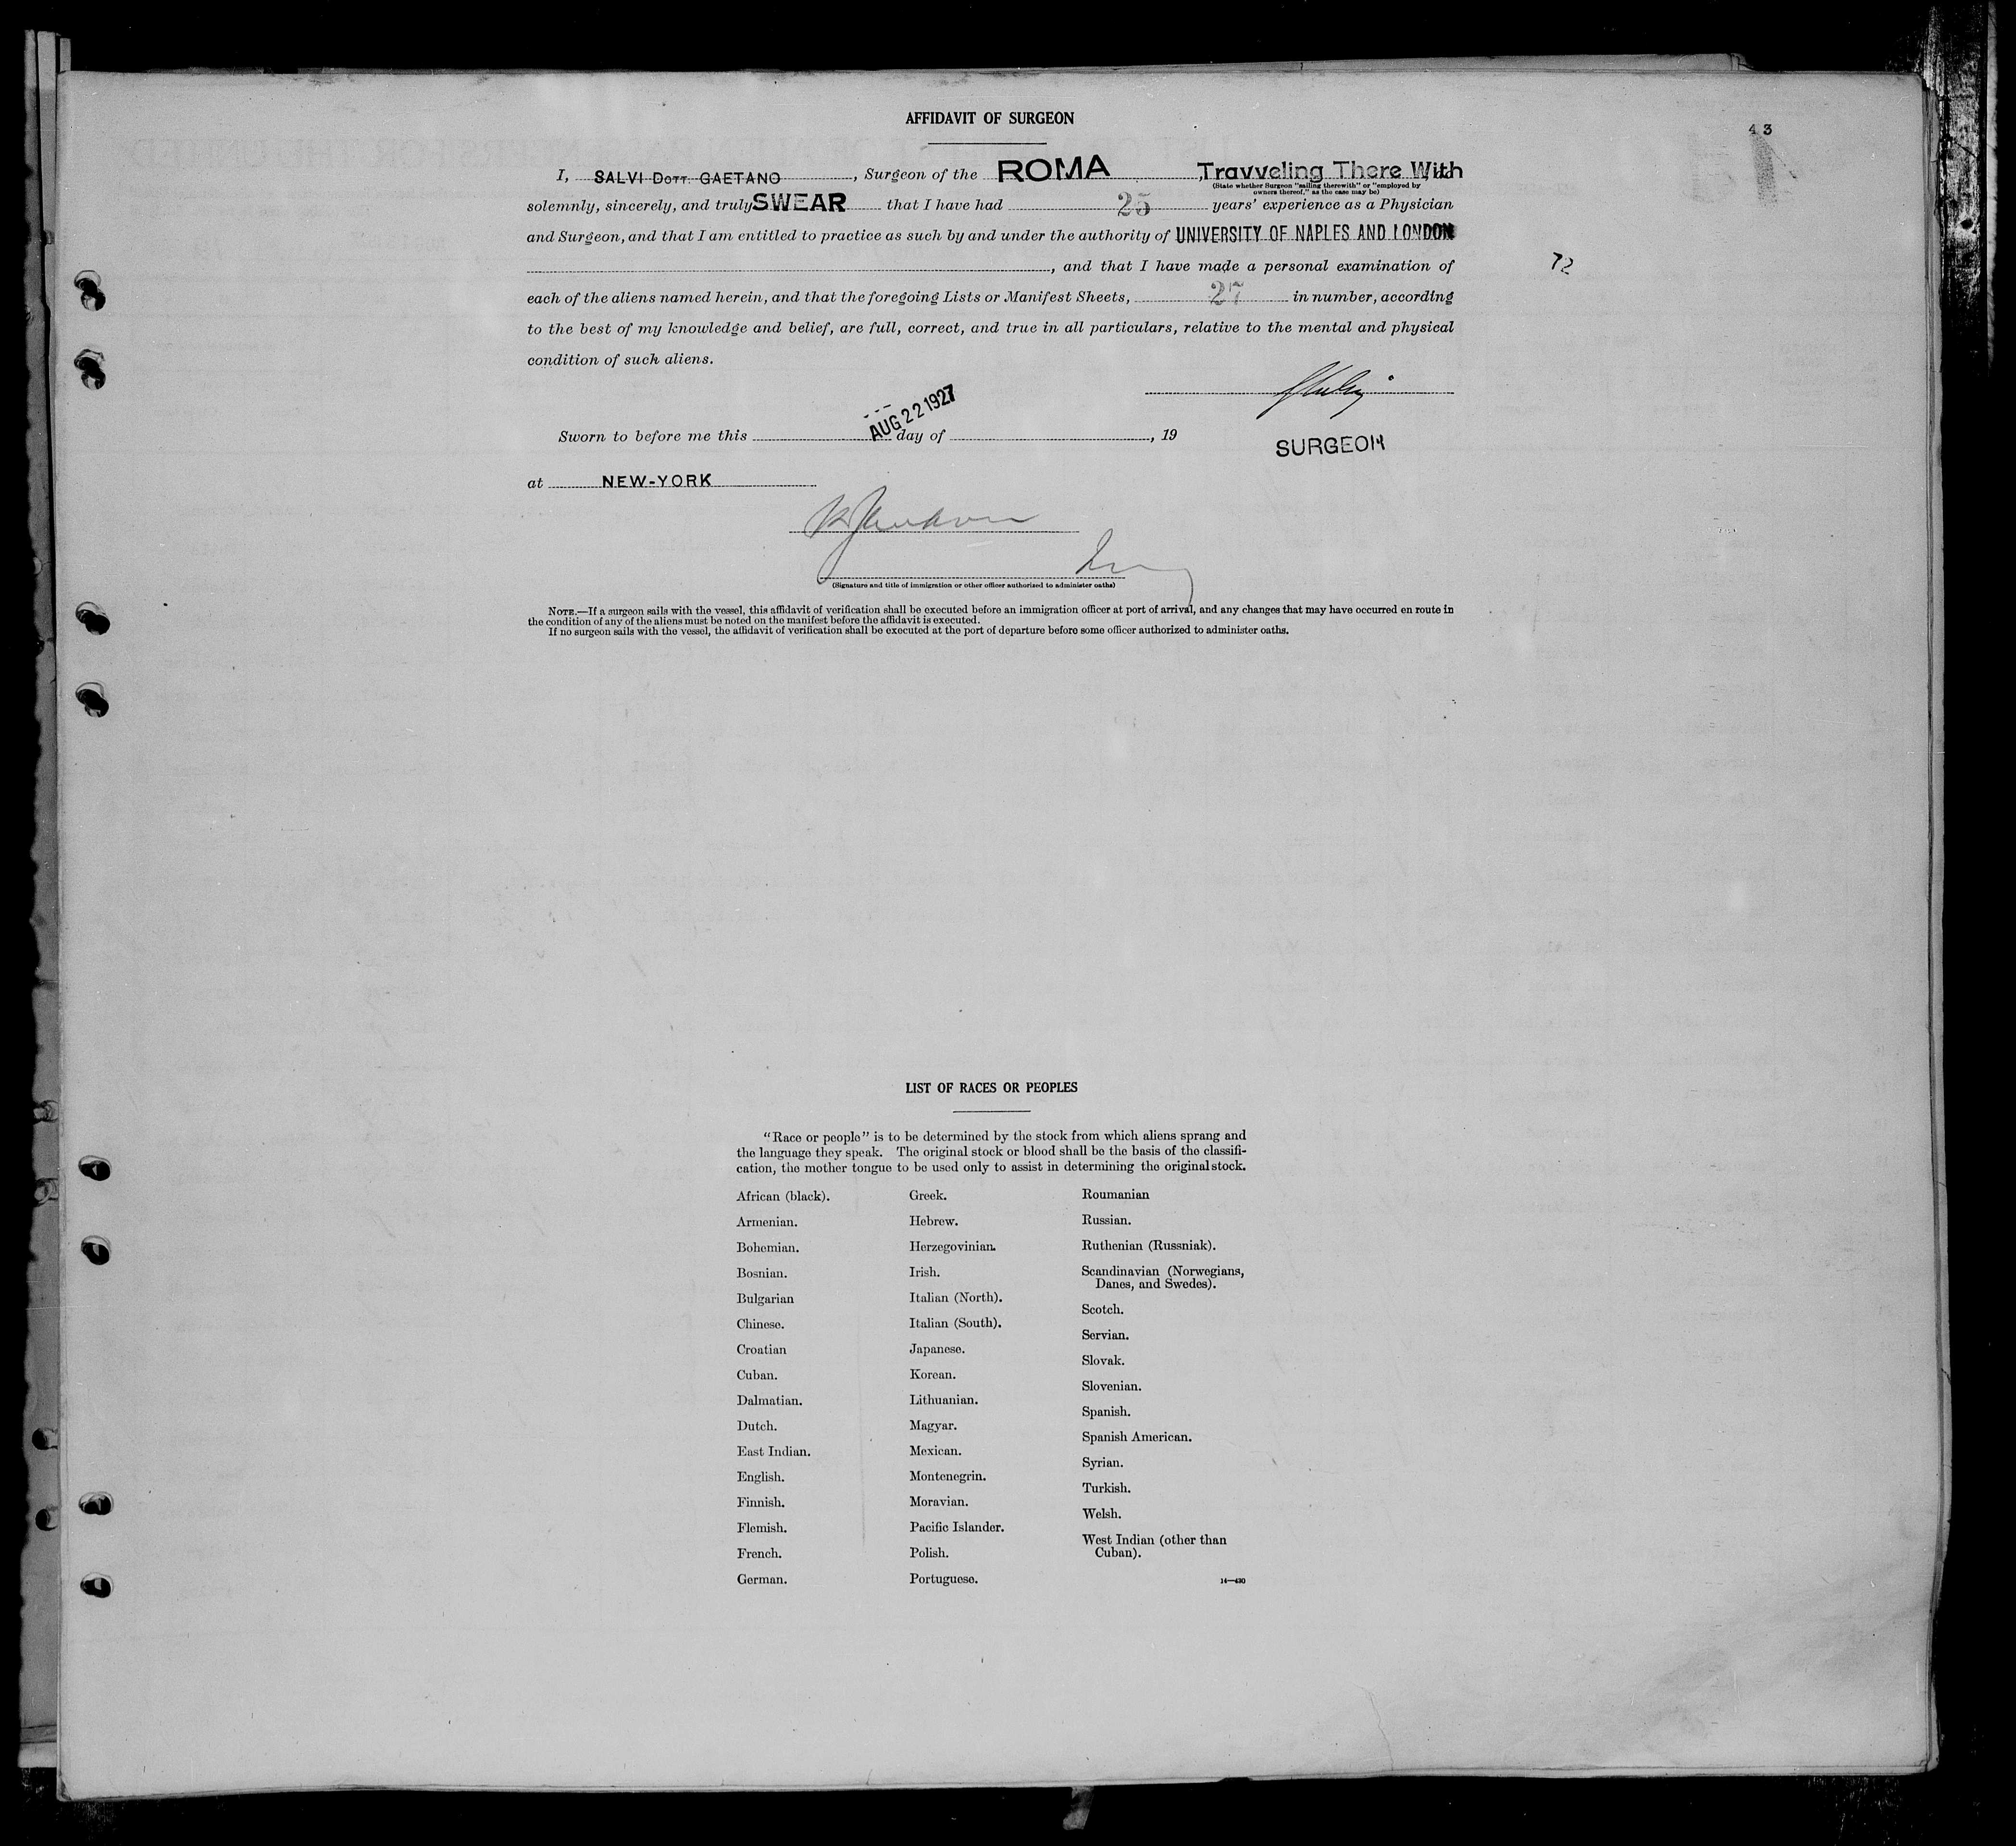 43
AFFIDAVIT OF SURGEON
I, SALVI DOTT. GAETANO, Surgeon of the ROMA, Travveling There With
(State whether Surgeon "sailing therewith" or "employed by
owners thereof," as the case may be)
solemnly, sincerely, and truly SWEAR that I have had 25 years' experience as a Physician
and Surgeon, and that I am entitled to practice as such by and under the authority of UNIVERSITY OF NAPLES AND LONDON
, and that I have made a personal examination of
72
each of the aliens named herein, and that the foregoing Lists or Manifest Sheets, 27 in number, according
to the best of my knowledge and belief, are full, correct, and true in all particulars, relative to the mental and physical
condition of such aliens.
Sworn to before me this AUG 22 1927 day of , 19
SURGEON
at NEW-YORK
(Signature and title of immigration or other officer authorized to administer oaths)
NOTE.—If a surgeon sails with the vessel, this affidavit of verification shall be executed before an immigration officer at port of arrival, and any changes that may have occurred en route in
the condition of any of the aliens must be noted on the manifest before the affidavit is executed.
If no surgeon sails with the vessel, the affidavit of verification shall be executed at the port of departure before some officer authorized to administer oaths.
LIST OF RACES OR PEOPLES
"Race or people" is to be determined by the stock from which aliens sprang and
the language they speak. The original stock or blood shall be the basis of the classifi-
cation, the mother tongue to be used only to assist in determining the original stock.
African (black).
Armenian.
Bohemian.
Bosnian.
Bulgarian
Chinese.
Croatian
Cuban.
Dalmatian.
Dutch.
East Indian.
English.
Finnish.
Flemish.
French.
German.
Greek.
Hebrew.
Herzegovinian.
Irish.
Italian (North).
Italian (South).
Japanese.
Korean.
Lithuanian.
Magyar.
Mexican.
Montenegrin.
Moravian.
Pacific Islander.
Polish.
Portuguese.
Roumanian
Russian.
Ruthenian (Russniak).
Scandinavian (Norwegians,
Danes, and Swedes).
Scotch.
Servian.
Slovak.
Slovenian.
Spanish.
Spanish American.
Syrian.
Turkish.
Welsh.
West Indian (other than
Cuban).
14—430